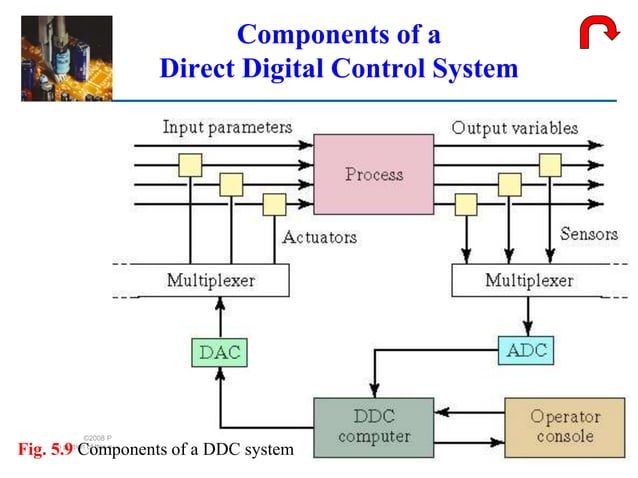 Components of a
Direct Digital Control System
Input parameters
Output variables
Process
Actuators
Sensors
Multiplexer
Multiplexer
DAC
ADC
DDC
computer
Operator
console
©2008 P
Fig. 5.9 Components of a DDC system